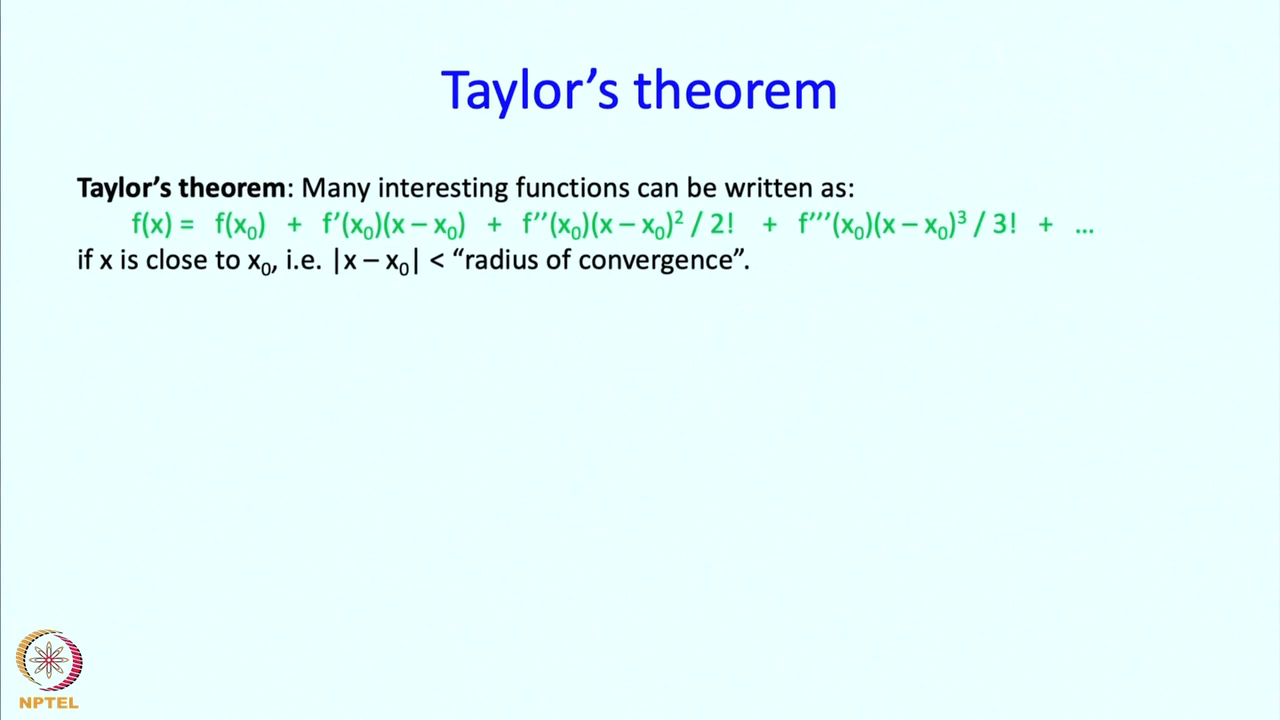 Taylor’s theorem
Taylor’s theorem: Many interesting functions can be written as:
f(x) = f(x₀) + f’(x₀)(x – x₀) + f’’(x₀)(x – x₀)² / 2! + f’’’(x₀)(x – x₀)³ / 3! + ...
if x is close to x₀, i.e. |x – x₀| < “radius of convergence”.
NPTEL